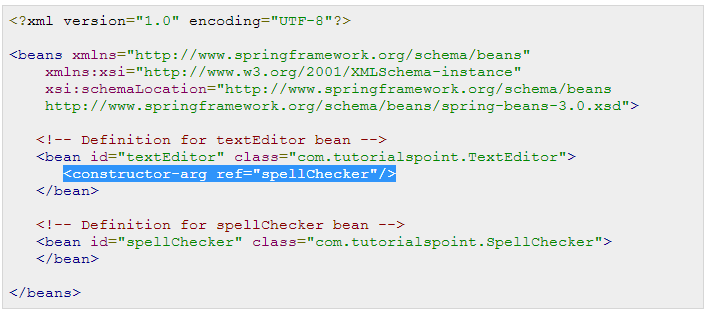 <?xml version="1.0" encoding="UTF-8"?>
<beans xmlns="http://www.springframework.org/schema/beans"
xmlns:xsi="http://www.w3.org/2001/XMLSchema-instance"
xsi:schemaLocation="http://www.springframework.org/schema/beans
http://www.springframework.org/schema/beans/spring-beans-3.0.xsd">
<!-- Definition for textEditor bean -->
<bean id="textEditor" class="com.tutorialspoint.TextEditor">
<constructor-arg ref="spellChecker"/>
</bean>
<!-- Definition for spellChecker bean -->
<bean id="spellChecker" class="com.tutorialspoint.SpellChecker">
</bean>
</beans>